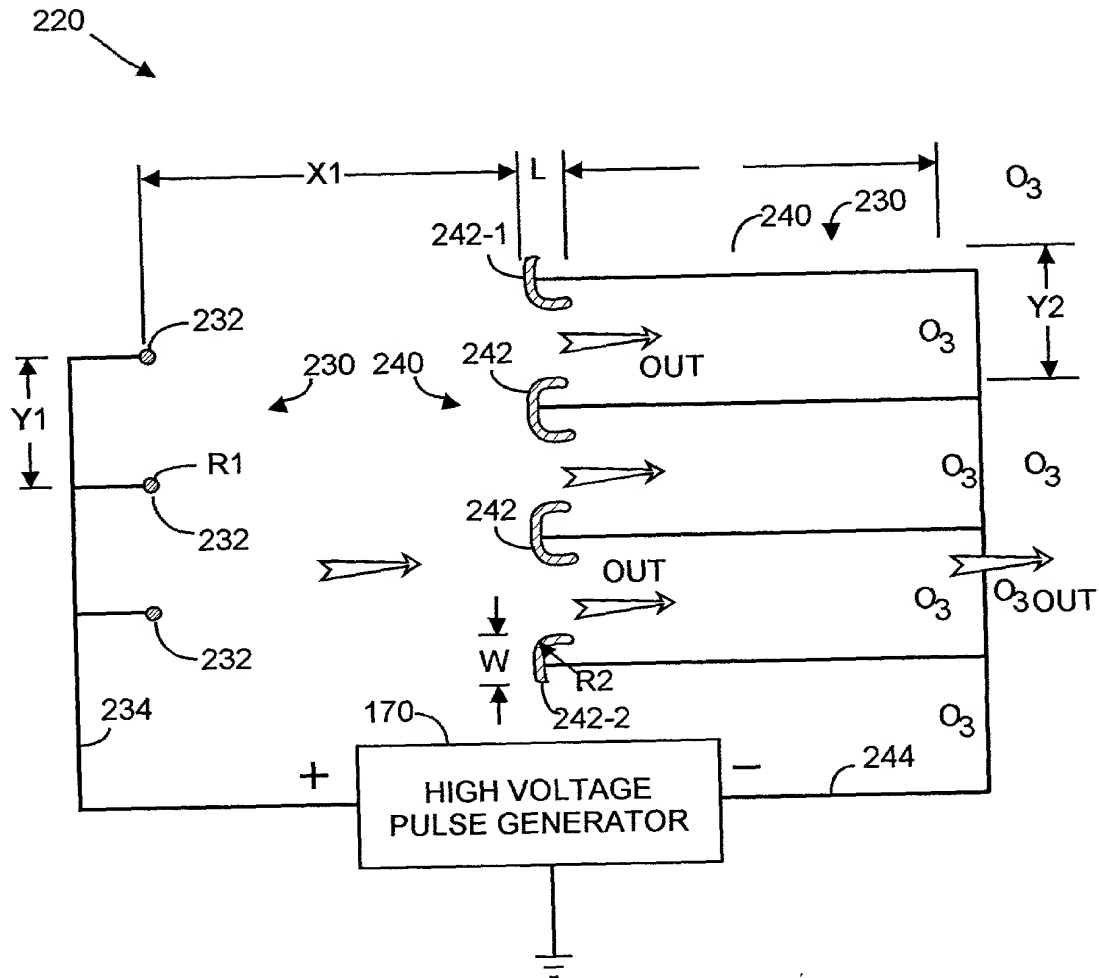 220
X1
L
O3
240
230
242-1
232
Y2
O3
242
OUT
230
240
Y1
R1
O3
O3
232
242
OUT
O3
O3 OUT
232
W
R2
234
170
242-2
O3
+
−
244
HIGH VOLTAGE
PULSE GENERATOR